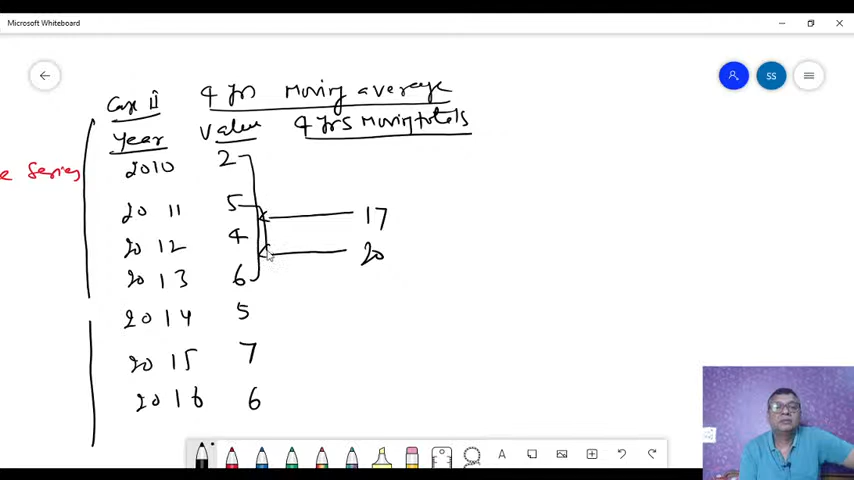 Microsoft Whiteboard
SS
Case II 4 Yrs Moving average
Year Value 4 Yrs Moving totals
e Series
2010 2
2011 5
17
2012 4
20
2013 6
2014 5
2015 7
2016 6
A